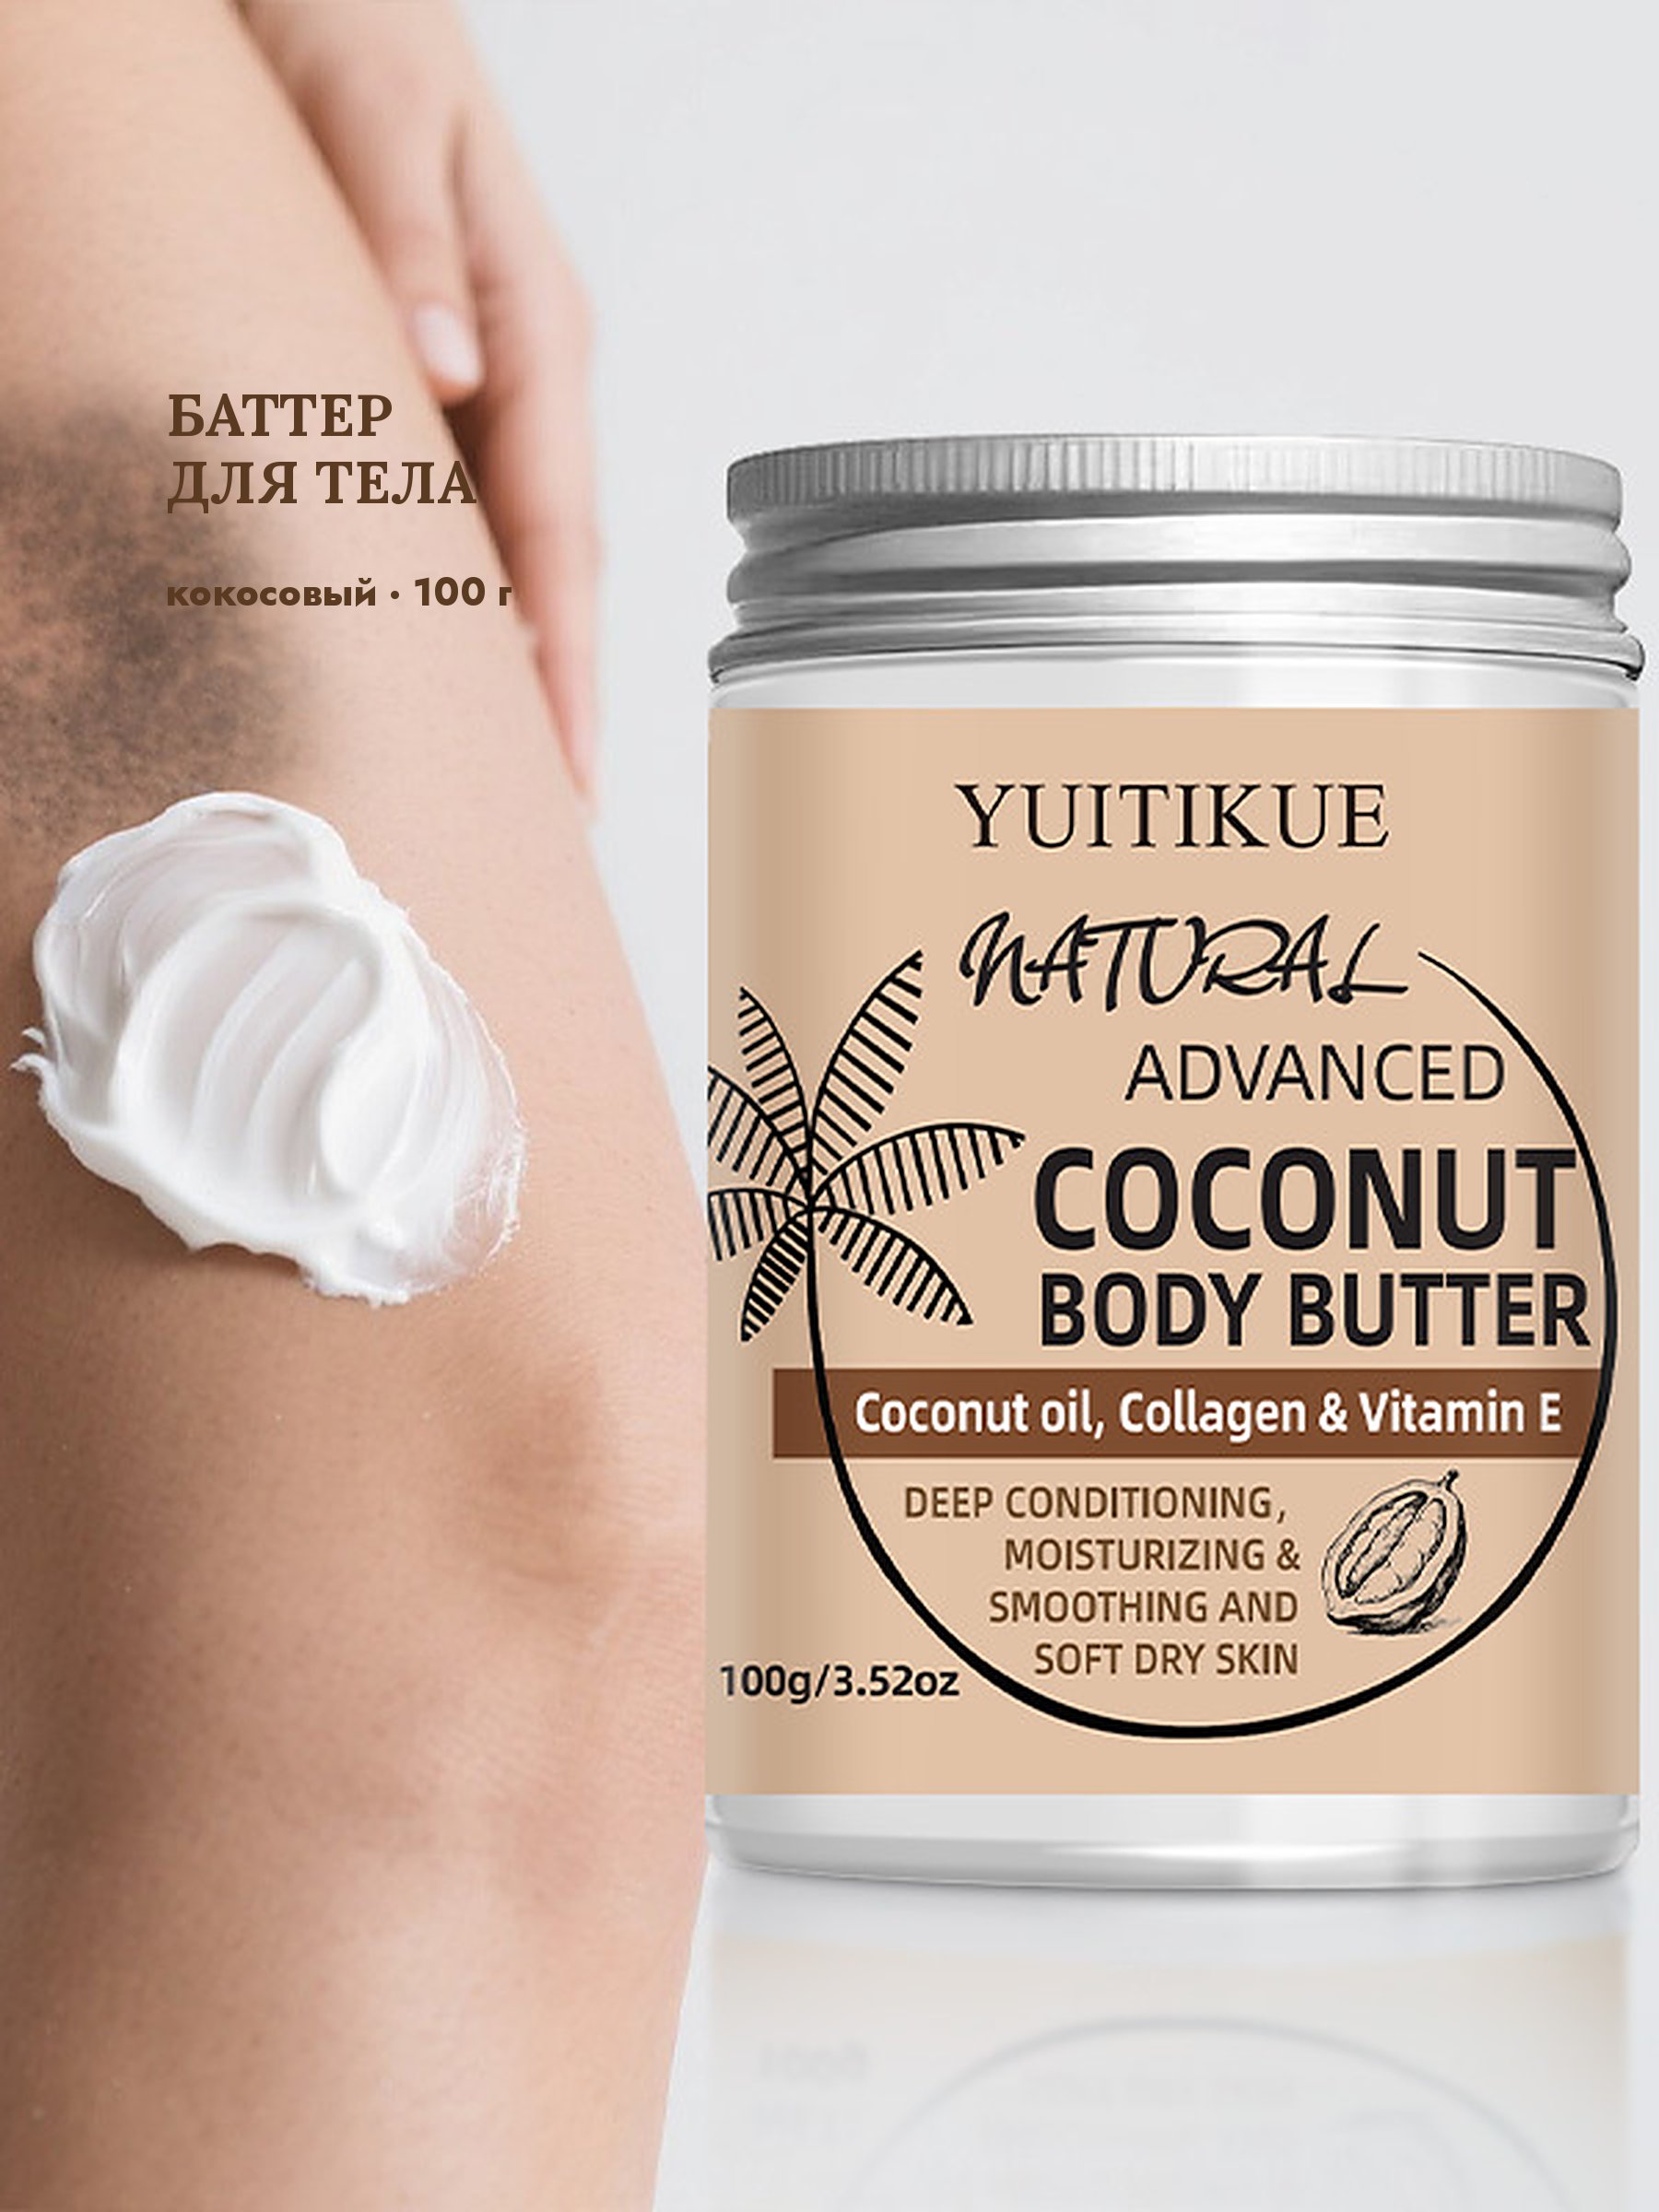 БАТТЕР
ДЛЯ ТЕЛА
кокосовый · 100 г
YUITIKUE
NATURAL
ADVANCED
COCONUT
BODY BUTTER
Coconut oil, Collagen & Vitamin E
DEEP CONDITIONING,
MOISTURIZING &
SMOOTHING AND
SOFT DRY SKIN
100g/3.52oz